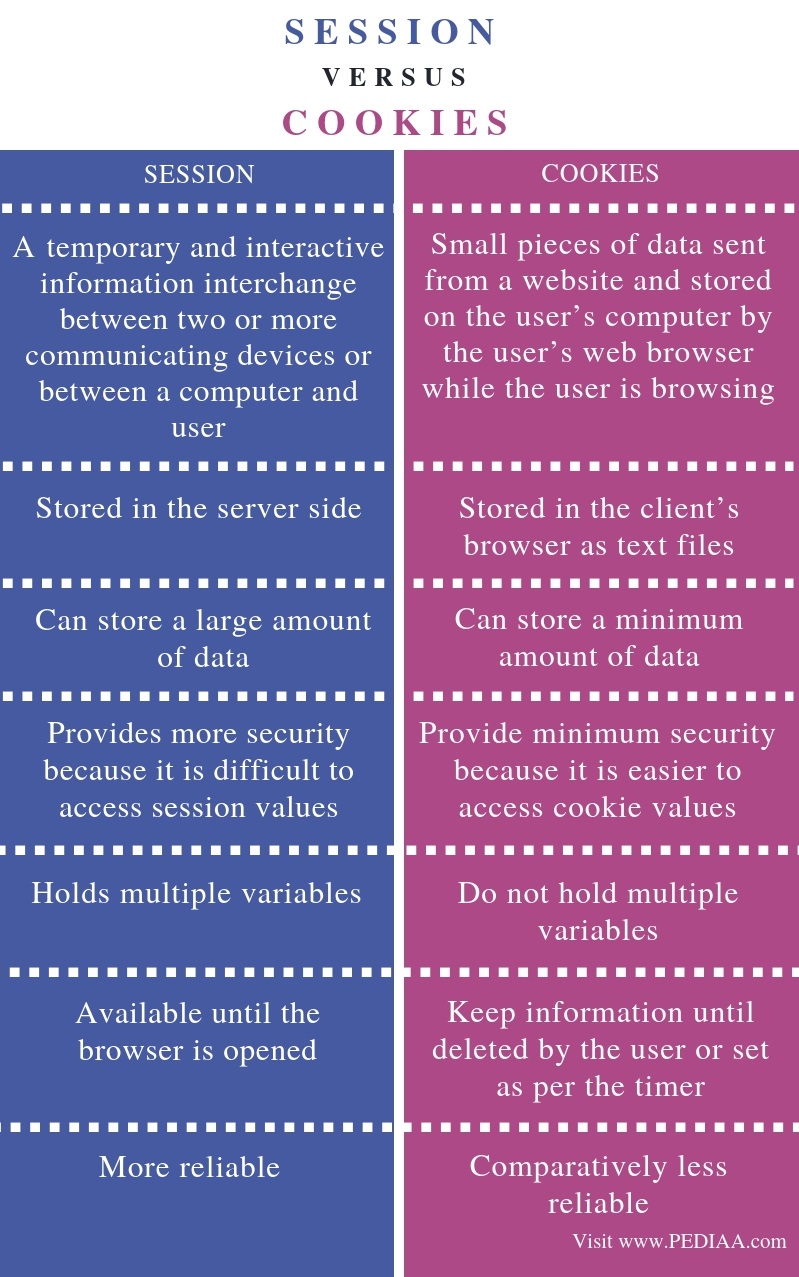 SESSION
VERSUS
COOKIES
SESSION
COOKIES
A temporary and interactive
information interchange
between two or more
communicating devices or
between a computer and
user
Small pieces of data sent
from a website and stored
on the user’s computer by
the user’s web browser
while the user is browsing
Stored in the server side
Stored in the client’s
browser as text files
Can store a large amount
of data
Can store a minimum
amount of data
Provides more security
because it is difficult to
access session values
Provide minimum security
because it is easier to
access cookie values
Holds multiple variables
Do not hold multiple
variables
Available until the
browser is opened
Keep information until
deleted by the user or set
as per the timer
More reliable
Comparatively less
reliable
Visit www.PEDIAA.com